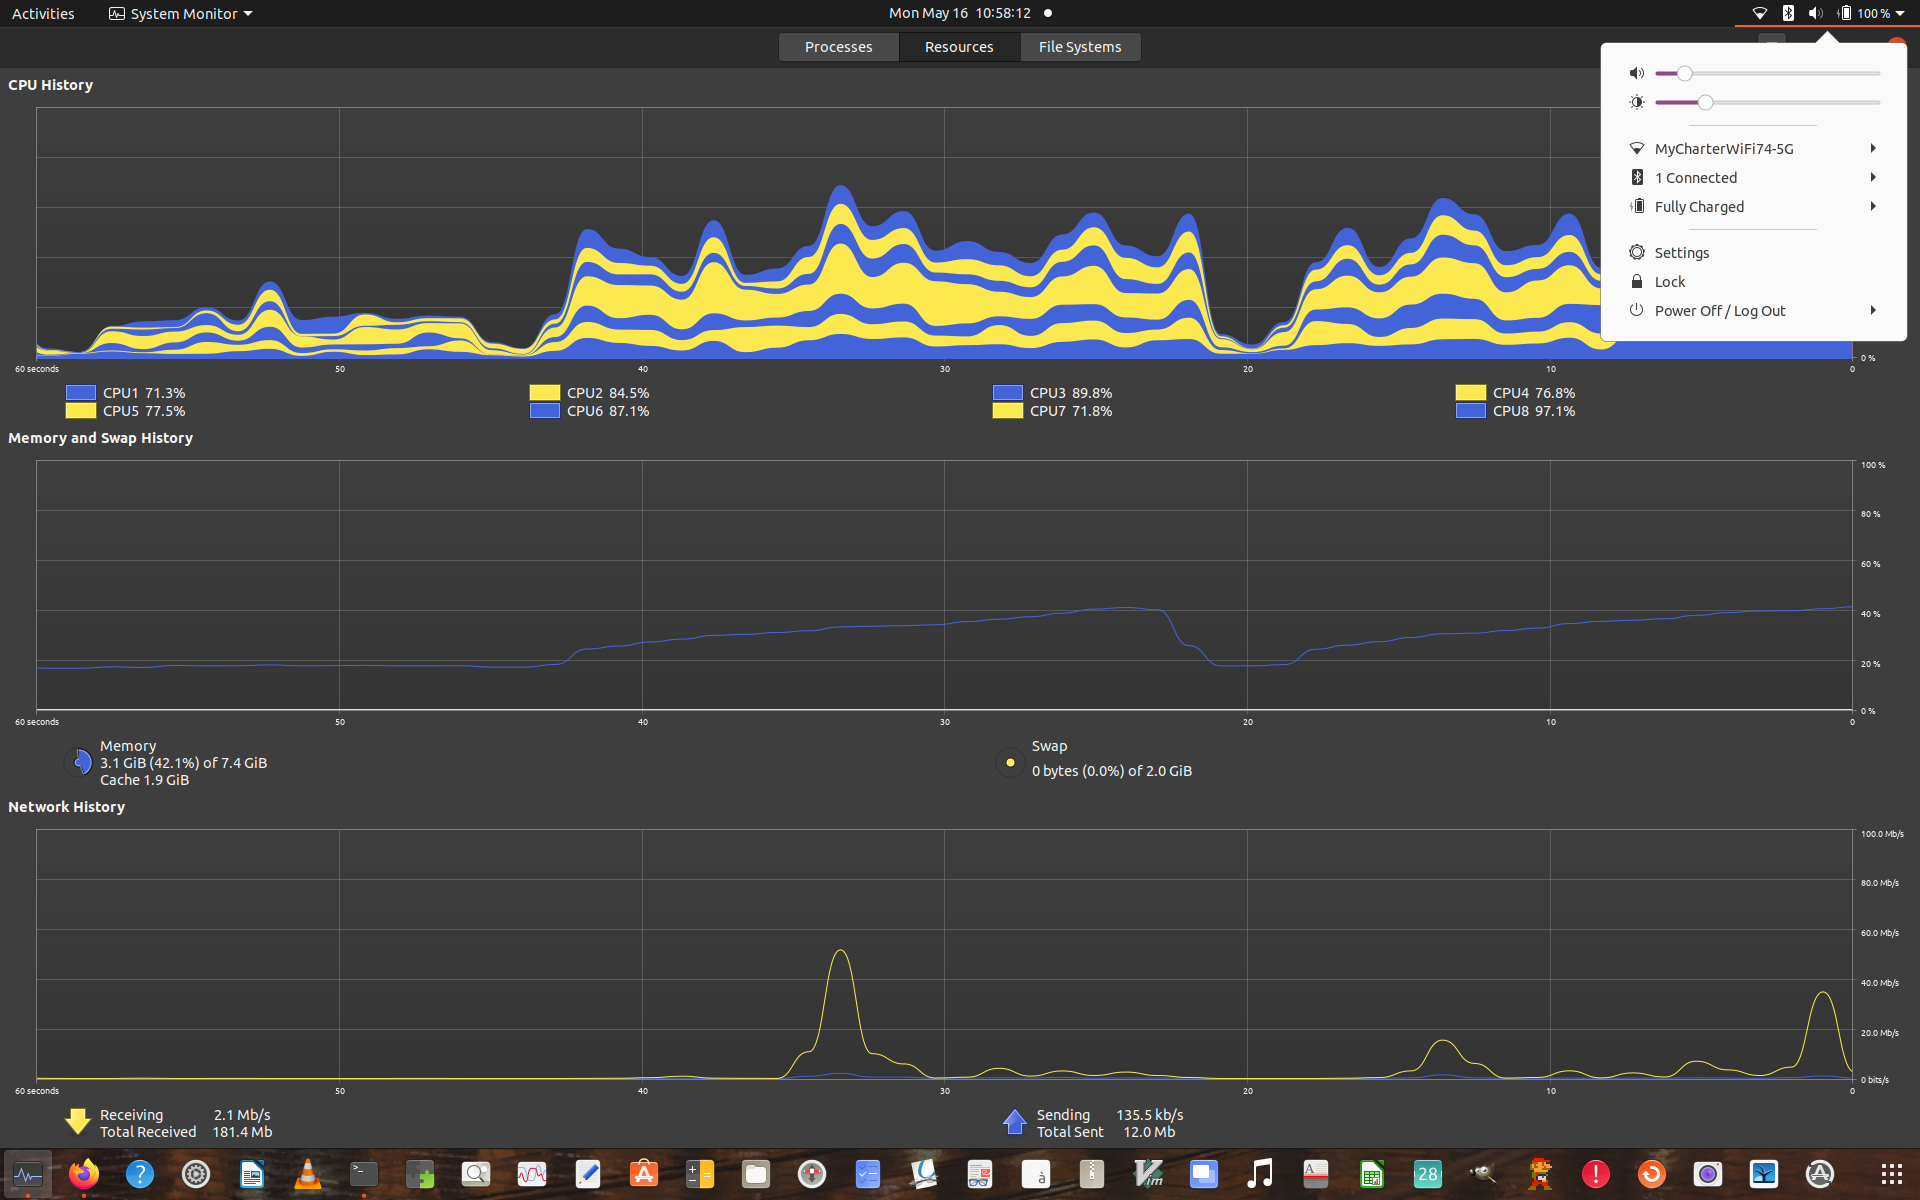 Activities
System Monitor
Mon May 16 10:58:12
100 %
Processes
Resources
File Systems
CPU History
MyCharterWiFi74-5G
1 Connected
Fully Charged
Settings
Lock
Power Off / Log Out
0 %
60 seconds 50 40 30 20 10 0
CPU1 71.3% CPU2 84.5% CPU3 89.8% CPU4 76.8%
CPU5 77.5% CPU6 87.1% CPU7 71.8% CPU8 97.1%
Memory and Swap History
100 %
80 %
60 %
40 %
20 %
0 %
60 seconds 50 40 30 20 10 0
Memory
3.1 GiB (42.1%) of 7.4 GiB
Cache 1.9 GiB
Swap
0 bytes (0.0%) of 2.0 GiB
Network History
100.0 Mb/s
80.0 Mb/s
60.0 Mb/s
40.0 Mb/s
20.0 Mb/s
0 bits/s
60 seconds 50 40 30 20 10 0
Receiving 2.1 Mb/s
Total Received 181.4 Mb
Sending 135.5 kb/s
Total Sent 12.0 Mb
?
>_
A
à
Vim
A
28
!